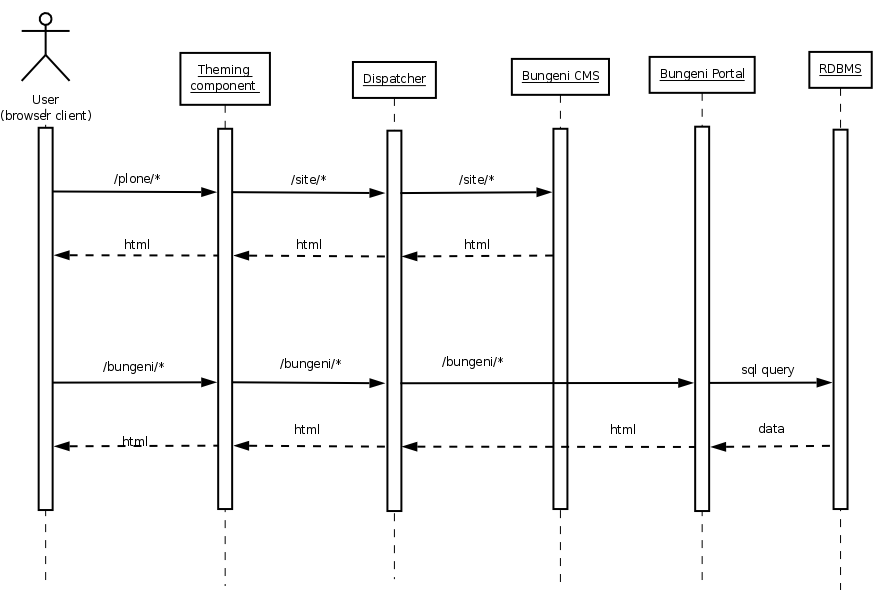 User
(browser client)
Theming
component
Dispatcher
Bungeni CMS
Bungeni Portal
RDBMS
/plone/*
/site/*
/site/*
html
html
html
/bungeni/*
/bungeni/*
/bungeni/*
sql query
html
html
html
data